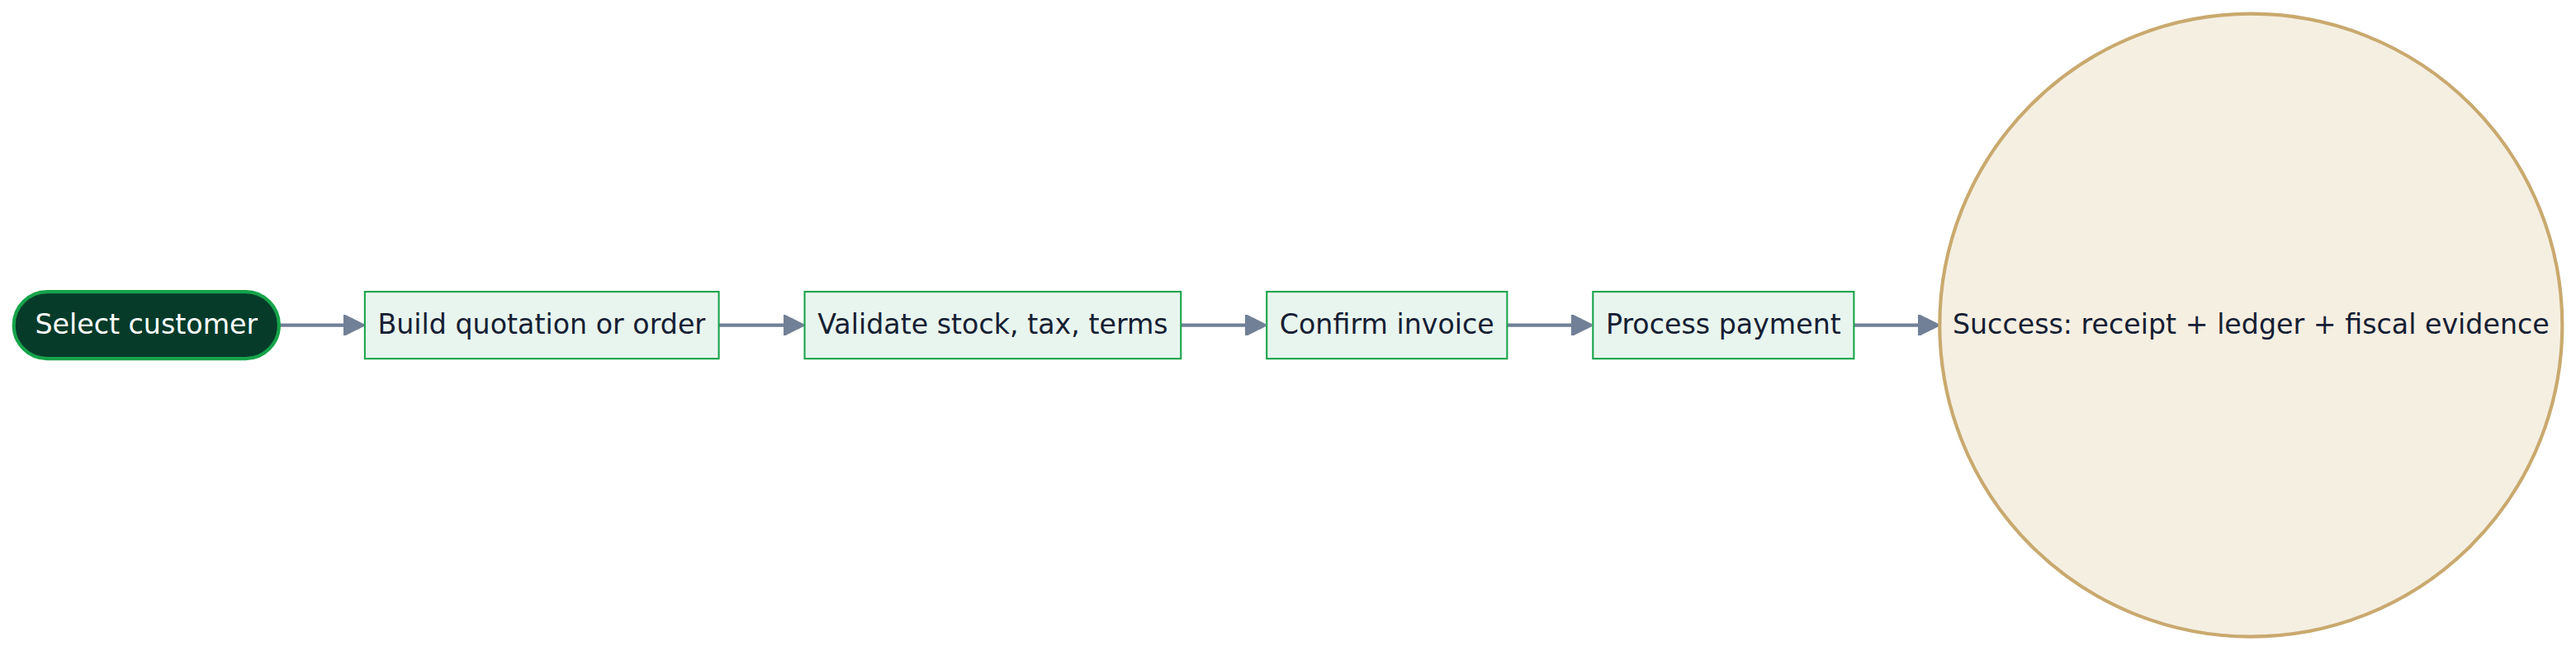 Select customer
Build quotation or order
Validate stock, tax, terms
Confirm invoice
Process payment
Success: receipt + ledger + fiscal evidence